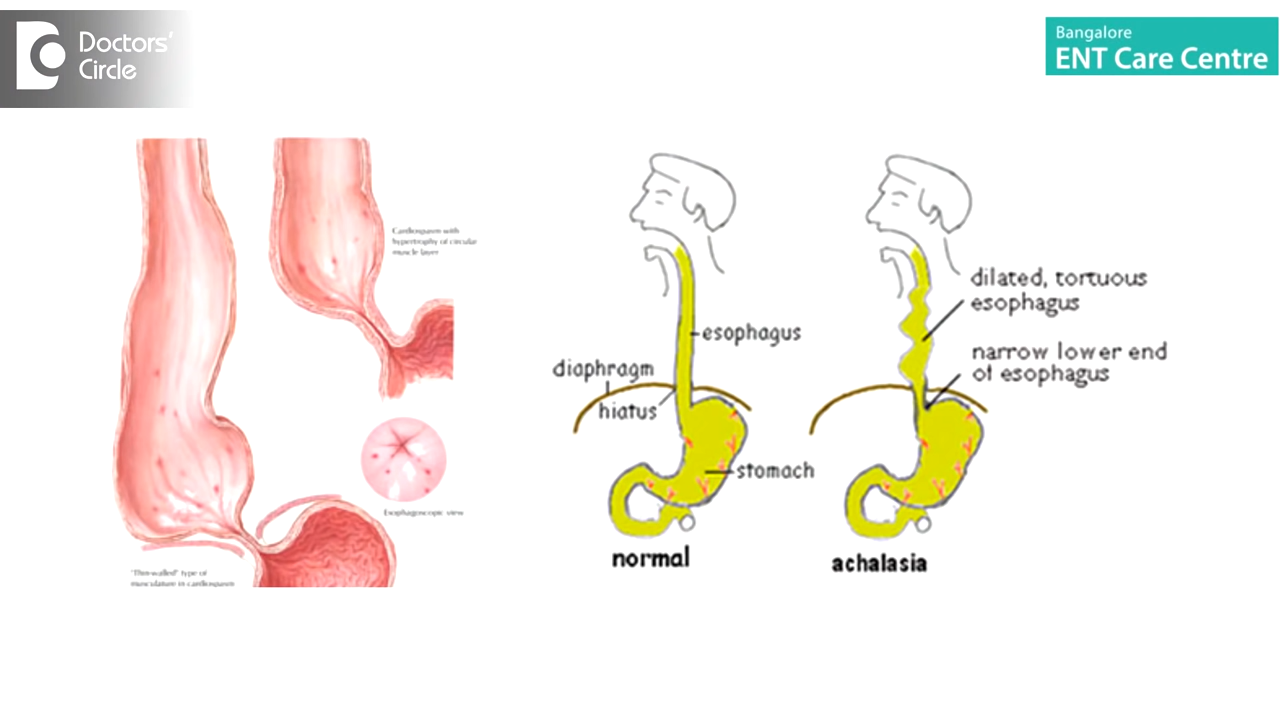 Doctors'
Circle
Bangalore
ENT Care Centre
Cardiospasm with
hypertrophy of circular
muscle layer
Esophagoscopic view
"Thin-walled" type of
musculature in cardiospasm
diaphragm
hiatus
esophagus
stomach
normal
dilated, tortuous
esophagus
narrow lower end
of esophagus
achalasia